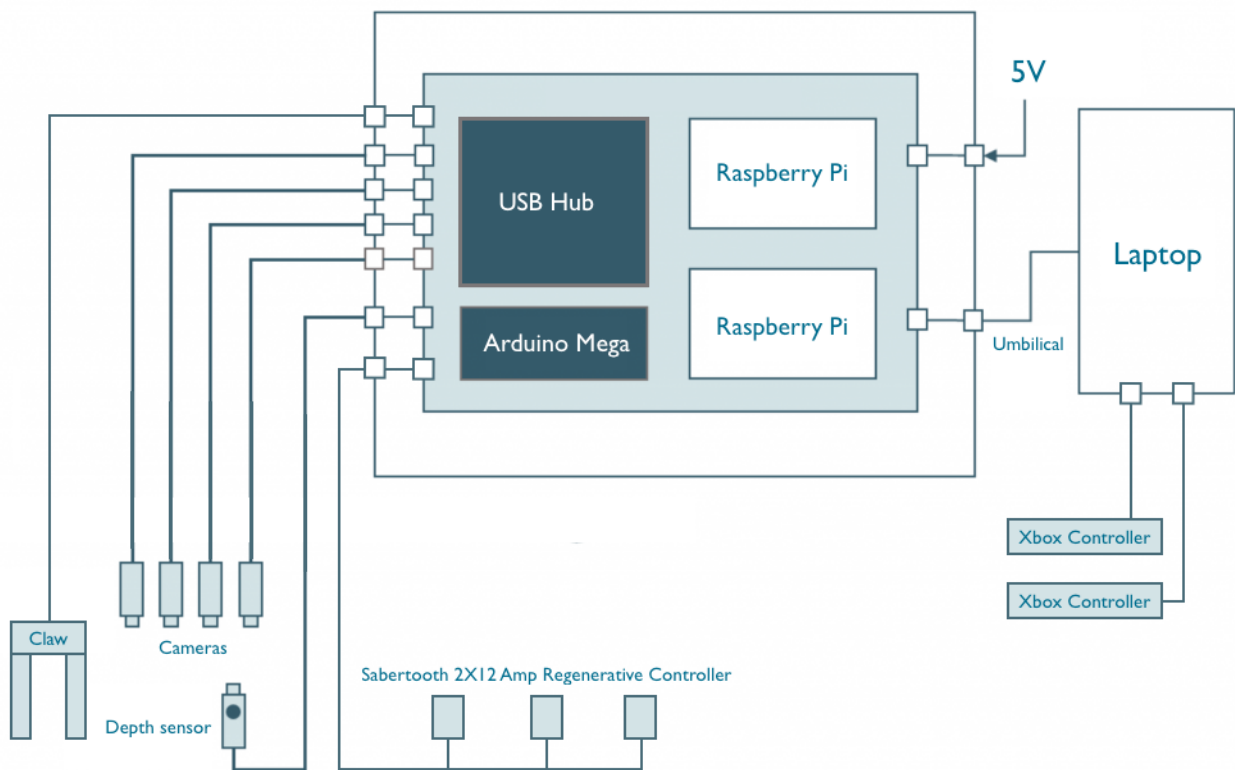 5V
USB Hub
Raspberry Pi
Laptop
Raspberry Pi
Arduino Mega
Umbilical
Xbox Controller
Xbox Controller
Claw
Cameras
Sabertooth 2X12 Amp Regenerative Controller
Depth sensor